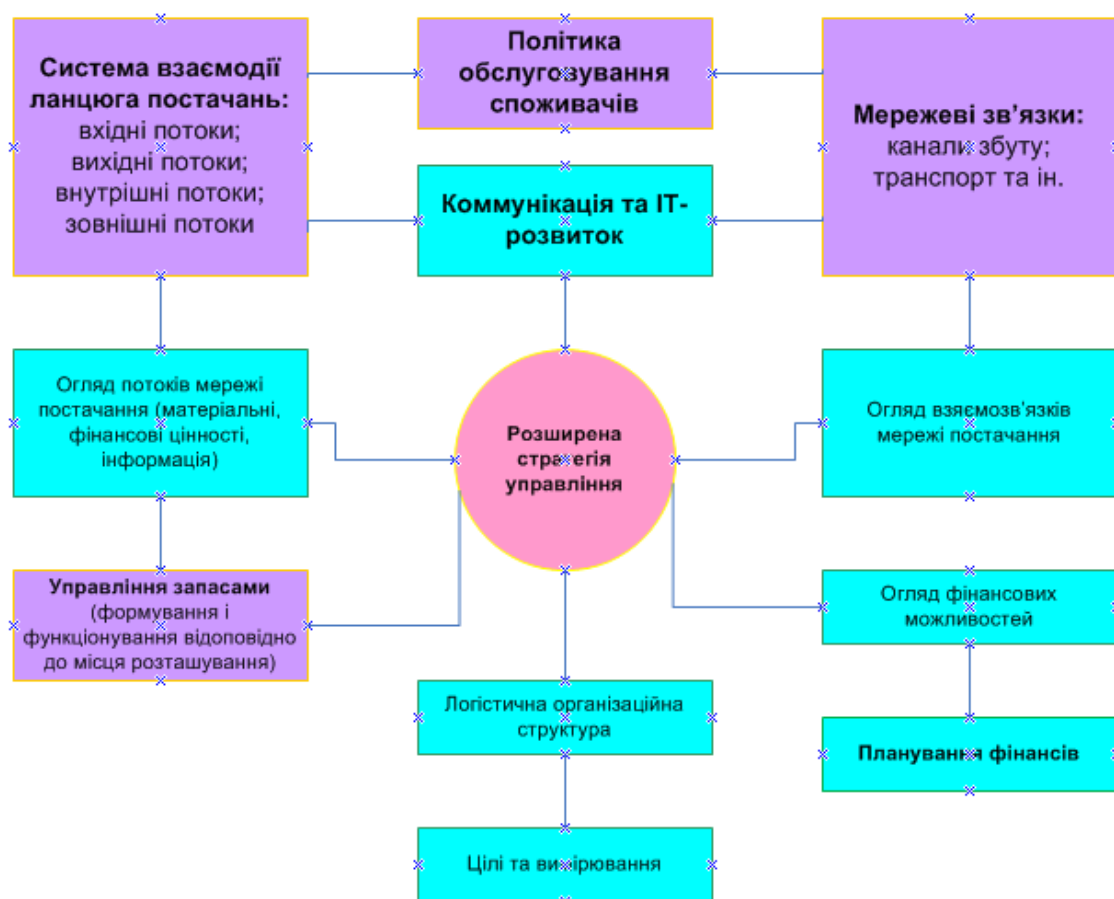 Політика
обслуговування
споживачів
Система взаємодії
ланцюга постачань:
вхідні потоки;
вихідні потоки;
внутрішні потоки;
зовнішні потоки
Мережеві зв’язки:
канали збуту;
транспорт та ін.
Коммунікація та ІТ-
розвиток
Огляд потоків мережі
постачання (матеріальні,
фінансові цінності,
інформація)
Розширена
стратегія
управління
Огляд взяємозв’язків
мережі постачання
Управління запасами
(формування і
функціонування відоповідно
до місця розташування)
Огляд фінансових
можливостей
Логістична організаційна
структура
Планування фінансів
Цілі та вимірювання